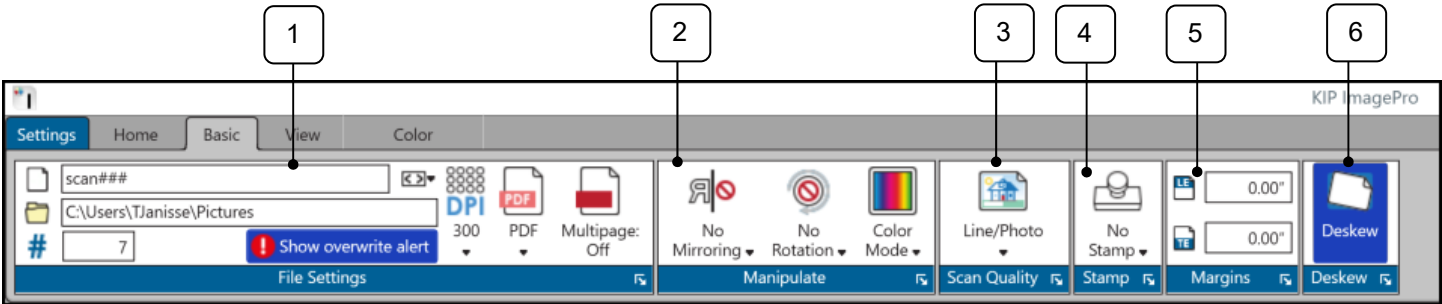 1 2 3 4 5 6
KIP ImagePro
Settings Home Basic View Color
scan###
C:\Users\TJanisse\Pictures
# 7 ! Show overwrite alert
DPI
300
PDF
PDF
Multipage:
Off
File Settings
R
No
Mirroring
No
Rotation
Color
Mode
Manipulate
Line/Photo
Scan Quality
No
Stamp
Stamp
LE 0.00"
TE 0.00"
Margins
Deskew
Deskew